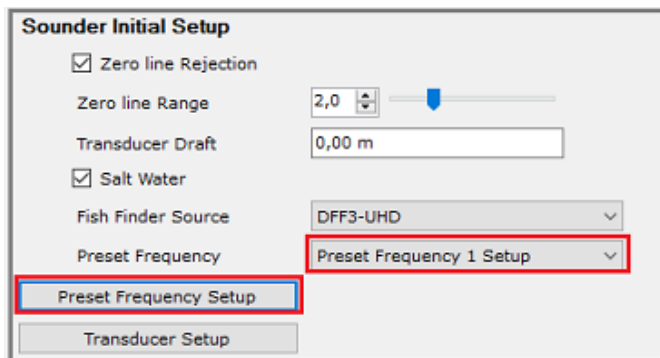 Sounder Initial Setup
Zero line Rejection
Zero line Range 2,0
Transducer Draft 0,00 m
Salt Water
Fish Finder Source DFF3-UHD
Preset Frequency Preset Frequency 1 Setup
Preset Frequency Setup
Transducer Setup